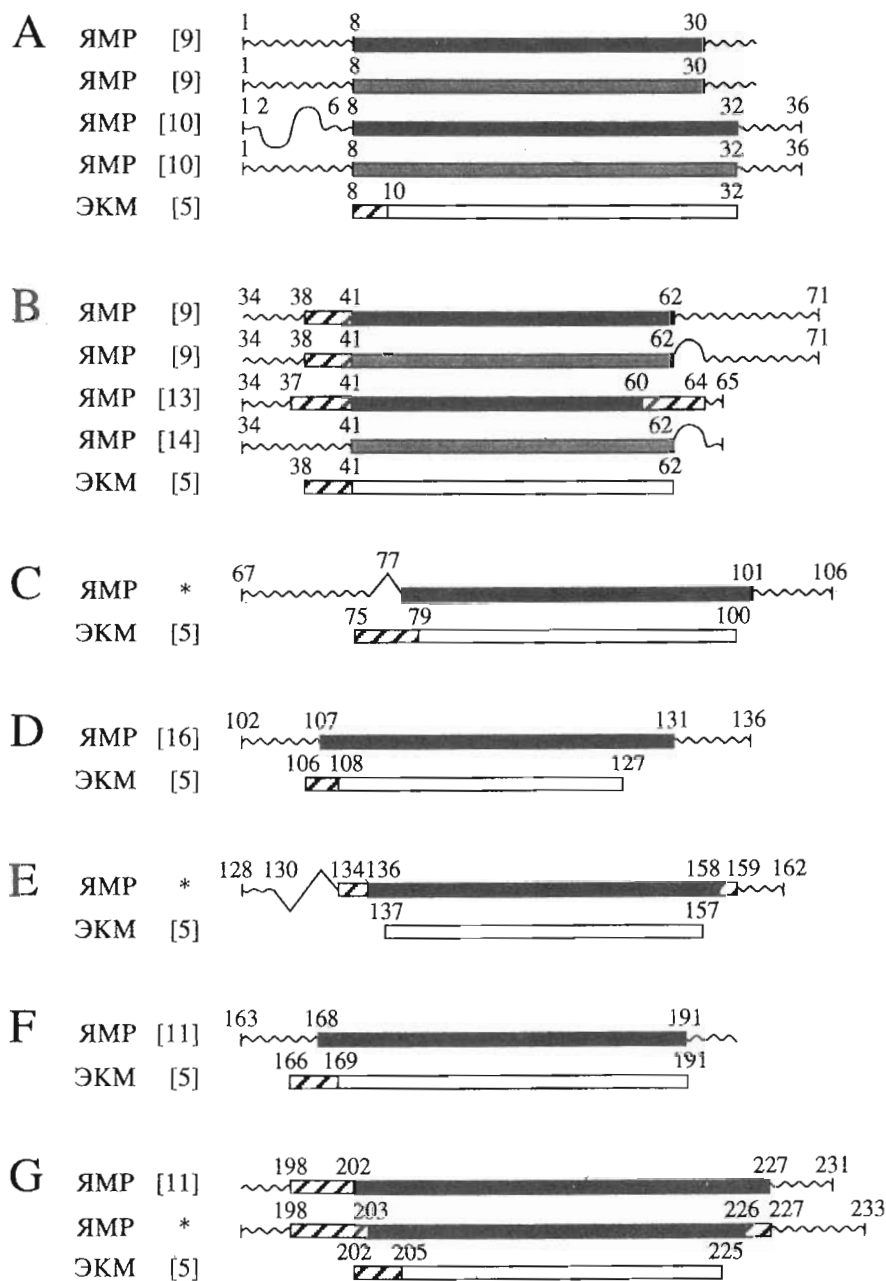 1 8 30
A ЯМР [9]
1 8 30
ЯМР [9]
1 2 6 8 32 36
ЯМР [10]
1 8 32 36
ЯМР [10]
8 10 32
ЭКМ [5]
34 38 41 62 71
B ЯМР [9]
34 38 41 62 71
ЯМР [9]
34 37 41 60 64 65
ЯМР [13]
34 41 62
ЯМР [14]
38 41 62
ЭКМ [5]
67 77 101 106
C ЯМР *
75 79 100
ЭКМ [5]
102 107 131 136
D ЯМР [16]
106 108 127
ЭКМ [5]
128 130 134 136 158 159 162
E ЯМР *
137 157
ЭКМ [5]
163 168 191
F ЯМР [11]
166 169 191
ЭКМ [5]
198 202 227 231
G ЯМР [11]
198 203 226 227 233
ЯМР *
202 205 225
ЭКМ [5]